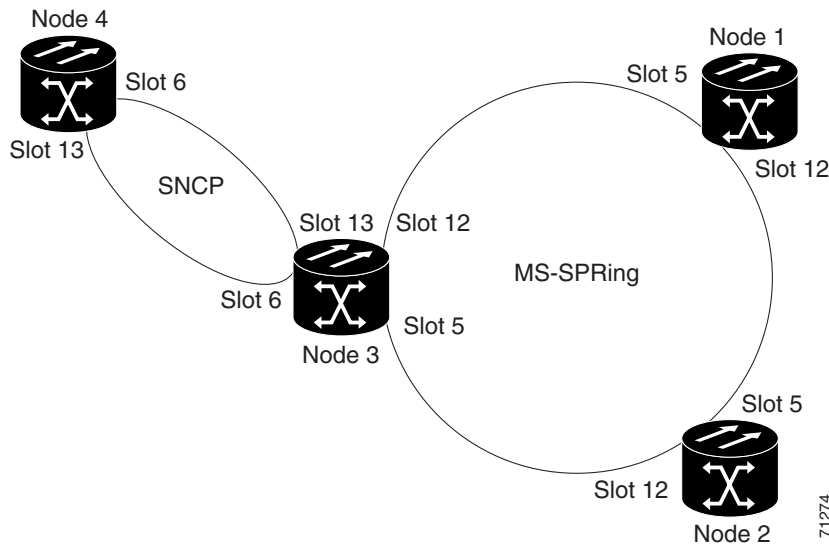 Node 4
Slot 6
Slot 13
SNCP
Slot 13
Slot 12
Slot 6
Slot 5
Node 3
MS-SPRing
Node 1
Slot 5
Slot 12
Slot 5
Slot 12
Node 2
71274